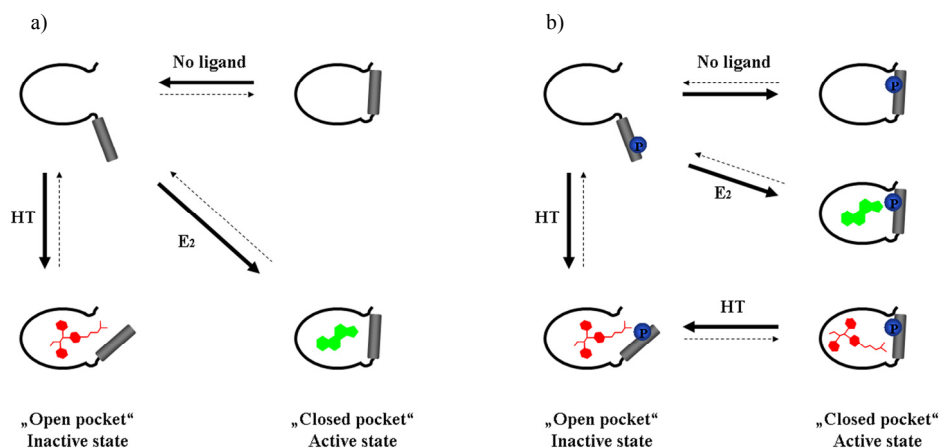 a)
No ligand
HT
E₂
„Open pocket“
Inactive state
„Closed pocket“
Active state
b)
No ligand
P
P
E₂
P
HT
HT
P
P
„Open pocket“
Inactive state
„Closed pocket“
Active state